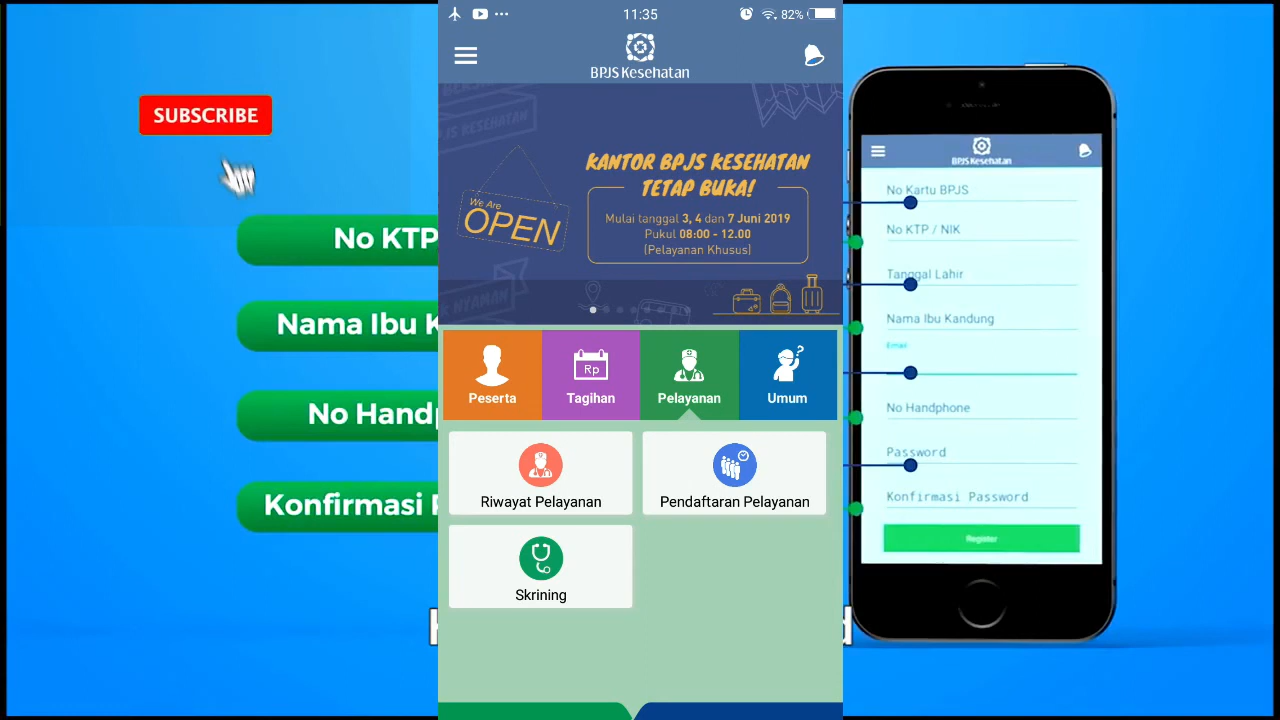 11:35
82%
BPJS Kesehatan
KANTOR BPJS KESEHATAN
TETAP BUKA!
We Are
OPEN
Mulai tanggal 3, 4 dan 7 Juni 2019
Pukul 08:00 - 12.00
(Pelayanan Khusus)
Rp
Peserta
Tagihan
Pelayanan
Umum
Riwayat Pelayanan
Pendaftaran Pelayanan
Skrining
SUBSCRIBE
No KTP
Nama Ibu
No Hand
Konfirmasi
BPJS Kesehatan
No Kartu BPJS
No KTP / NIK
Tanggal Lahir
Nama Ibu Kandung
Email
No Handphone
Password
Konfirmasi Password
Register